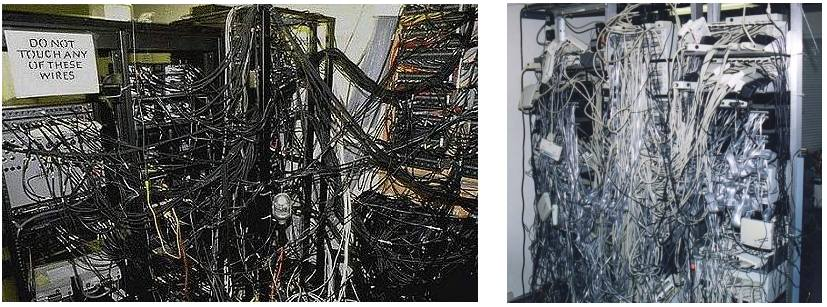 DO NOT
TOUCH ANY
OF THESE
WIRES